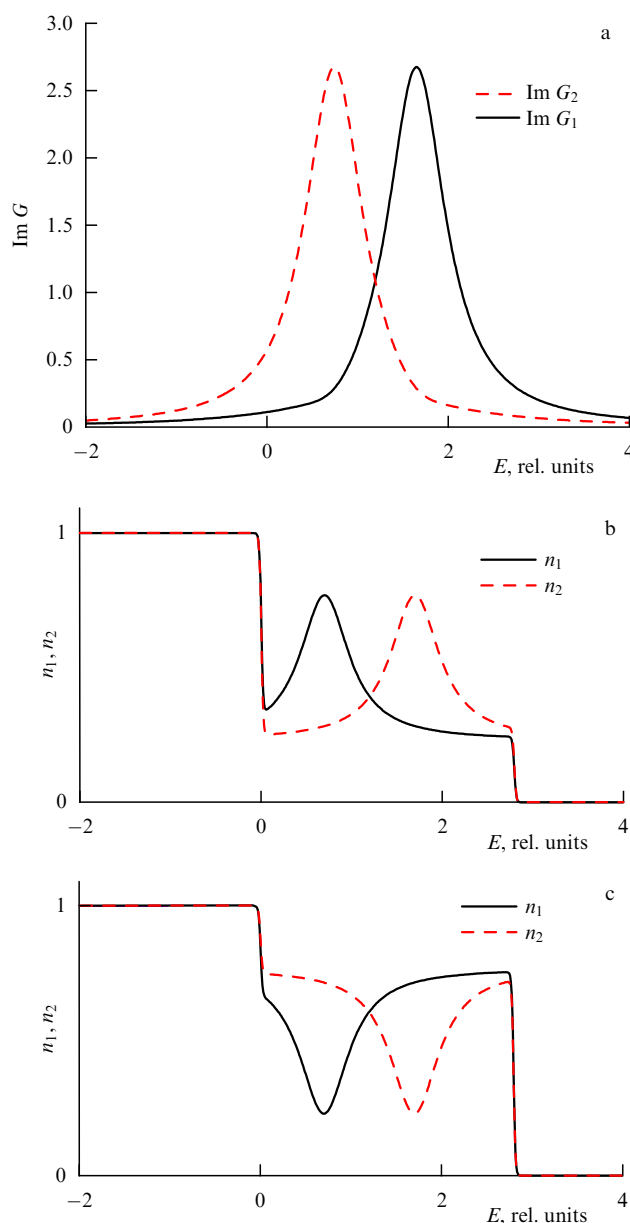 a
3.0
2.5
2.0
1.5
1.0
0.5
0
Im G
Im G₂
Im G₁
−2
0
2
4
E, rel. units
b
1
0
n₁, n₂
n₁
n₂
−2
0
2
4
E, rel. units
c
1
0
n₁, n₂
n₁
n₂
−2
0
2
4
E, rel. units